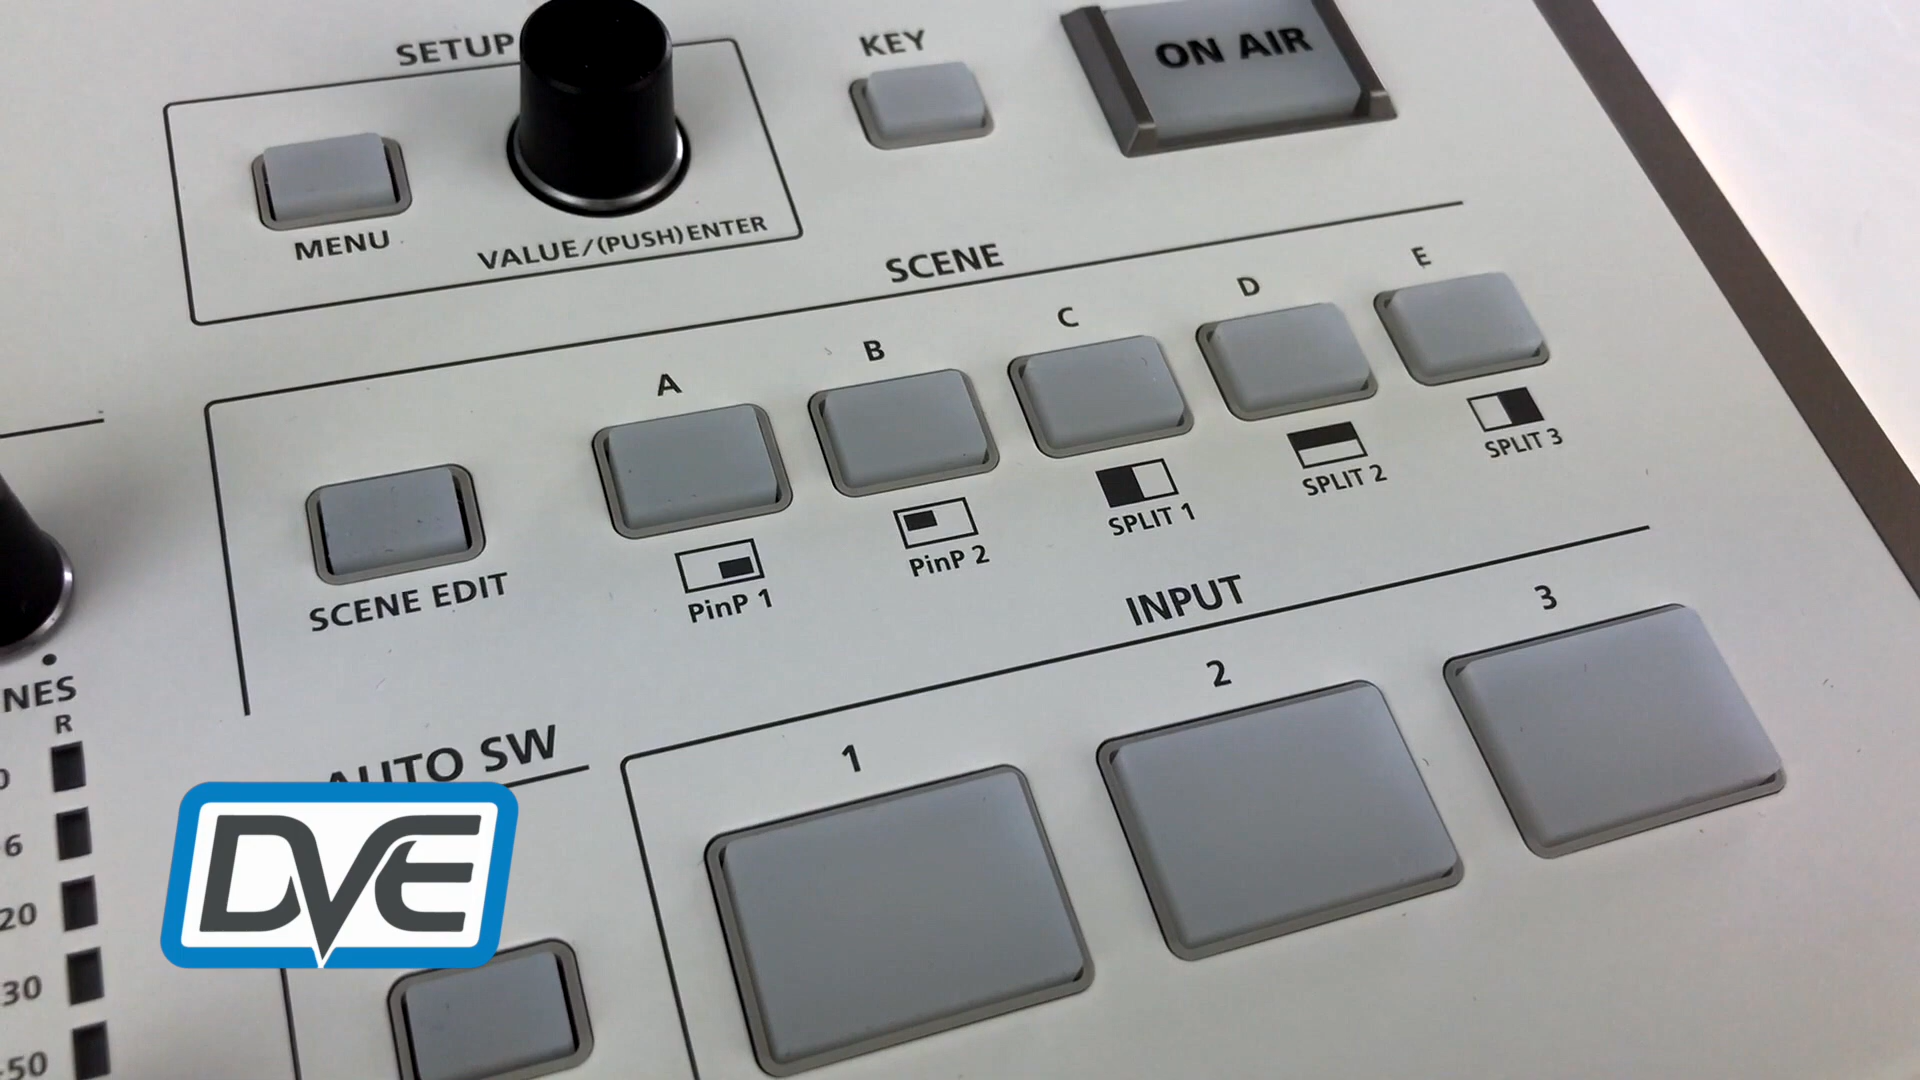 SETUP
KEY
ON AIR
MENU
VALUE/(PUSH)ENTER
SCENE
A
B
C
D
E
SCENE EDIT
PinP 1
PinP 2
SPLIT 1
SPLIT 2
SPLIT 3
INPUT
1
2
3
NES
R
0
6
20
30
-50
AUTO SW
DVE